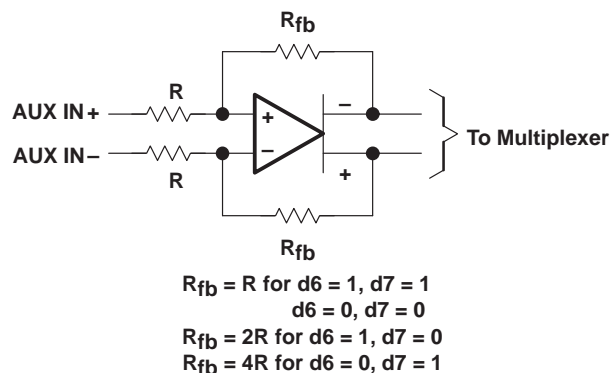 Rfb
R
AUX IN+
+
–
To Multiplexer
AUX IN–
–
+
R
Rfb
Rfb = R for d6 = 1, d7 = 1
d6 = 0, d7 = 0
Rfb = 2R for d6 = 1, d7 = 0
Rfb = 4R for d6 = 0, d7 = 1